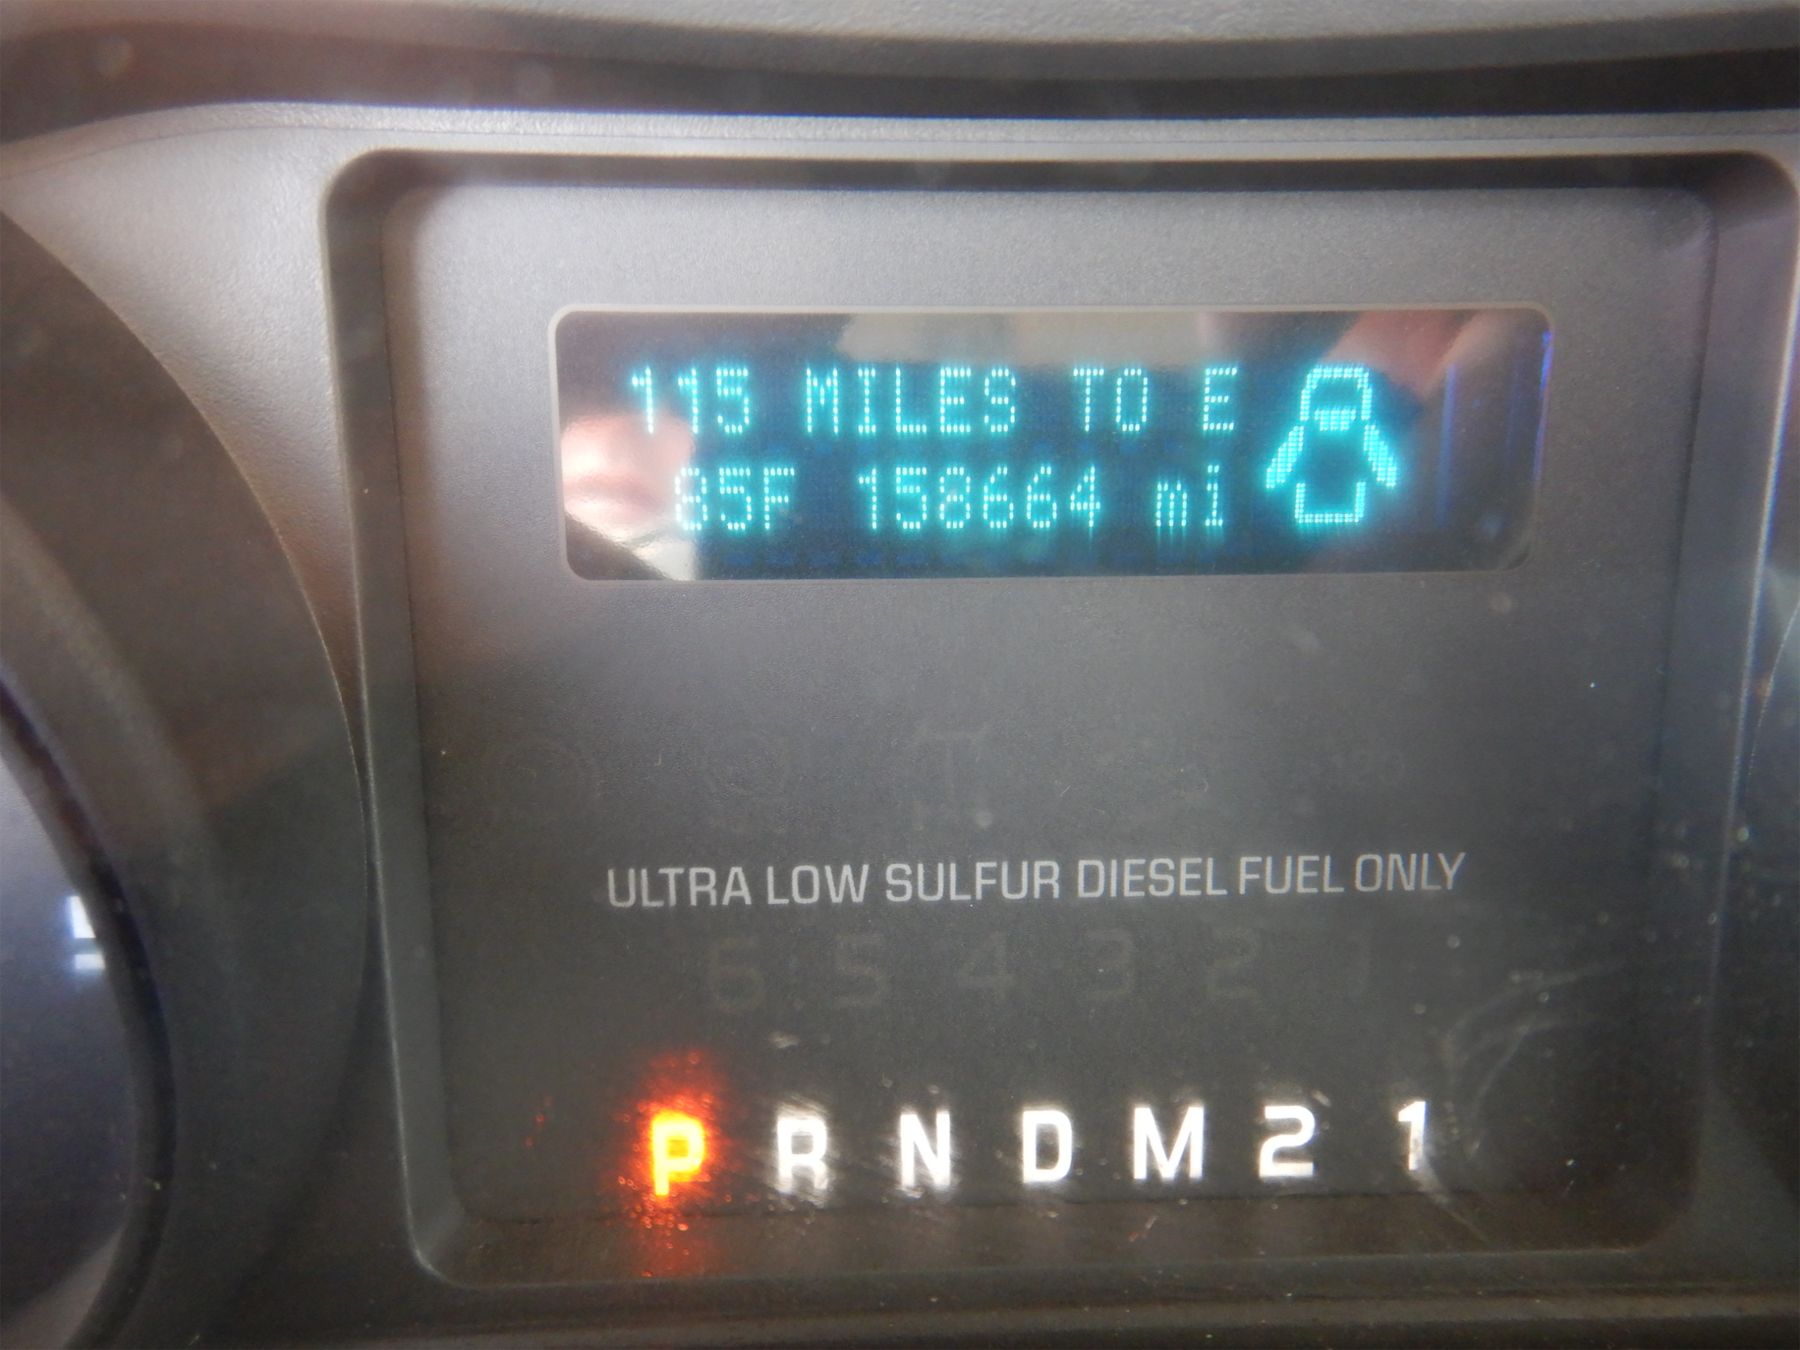 115 MILES TO E
85F 158664 mi
ULTRA LOW SULFUR DIESEL FUEL ONLY
6 5 4 3 2 1
P R N D M 2 1